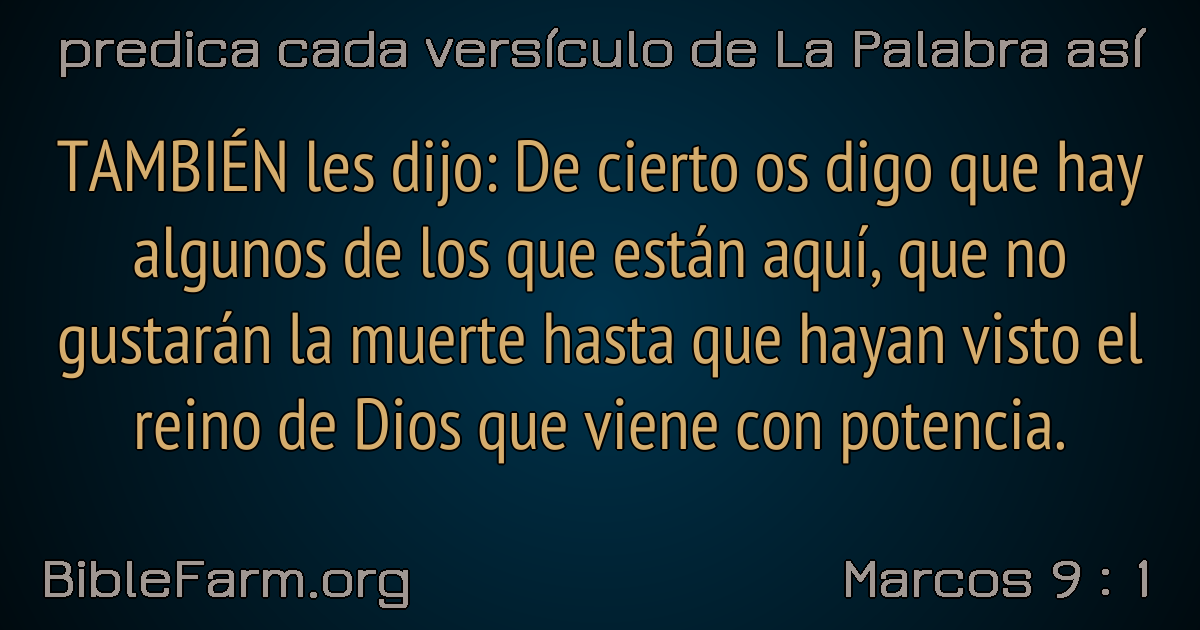 predica cada versículo de La Palabra así
TAMBIÉN les dijo: De cierto os digo que hay
algunos de los que están aquí, que no
gustarán la muerte hasta que hayan visto el
reino de Dios que viene con potencia.
BibleFarm.org
Marcos 9 : 1